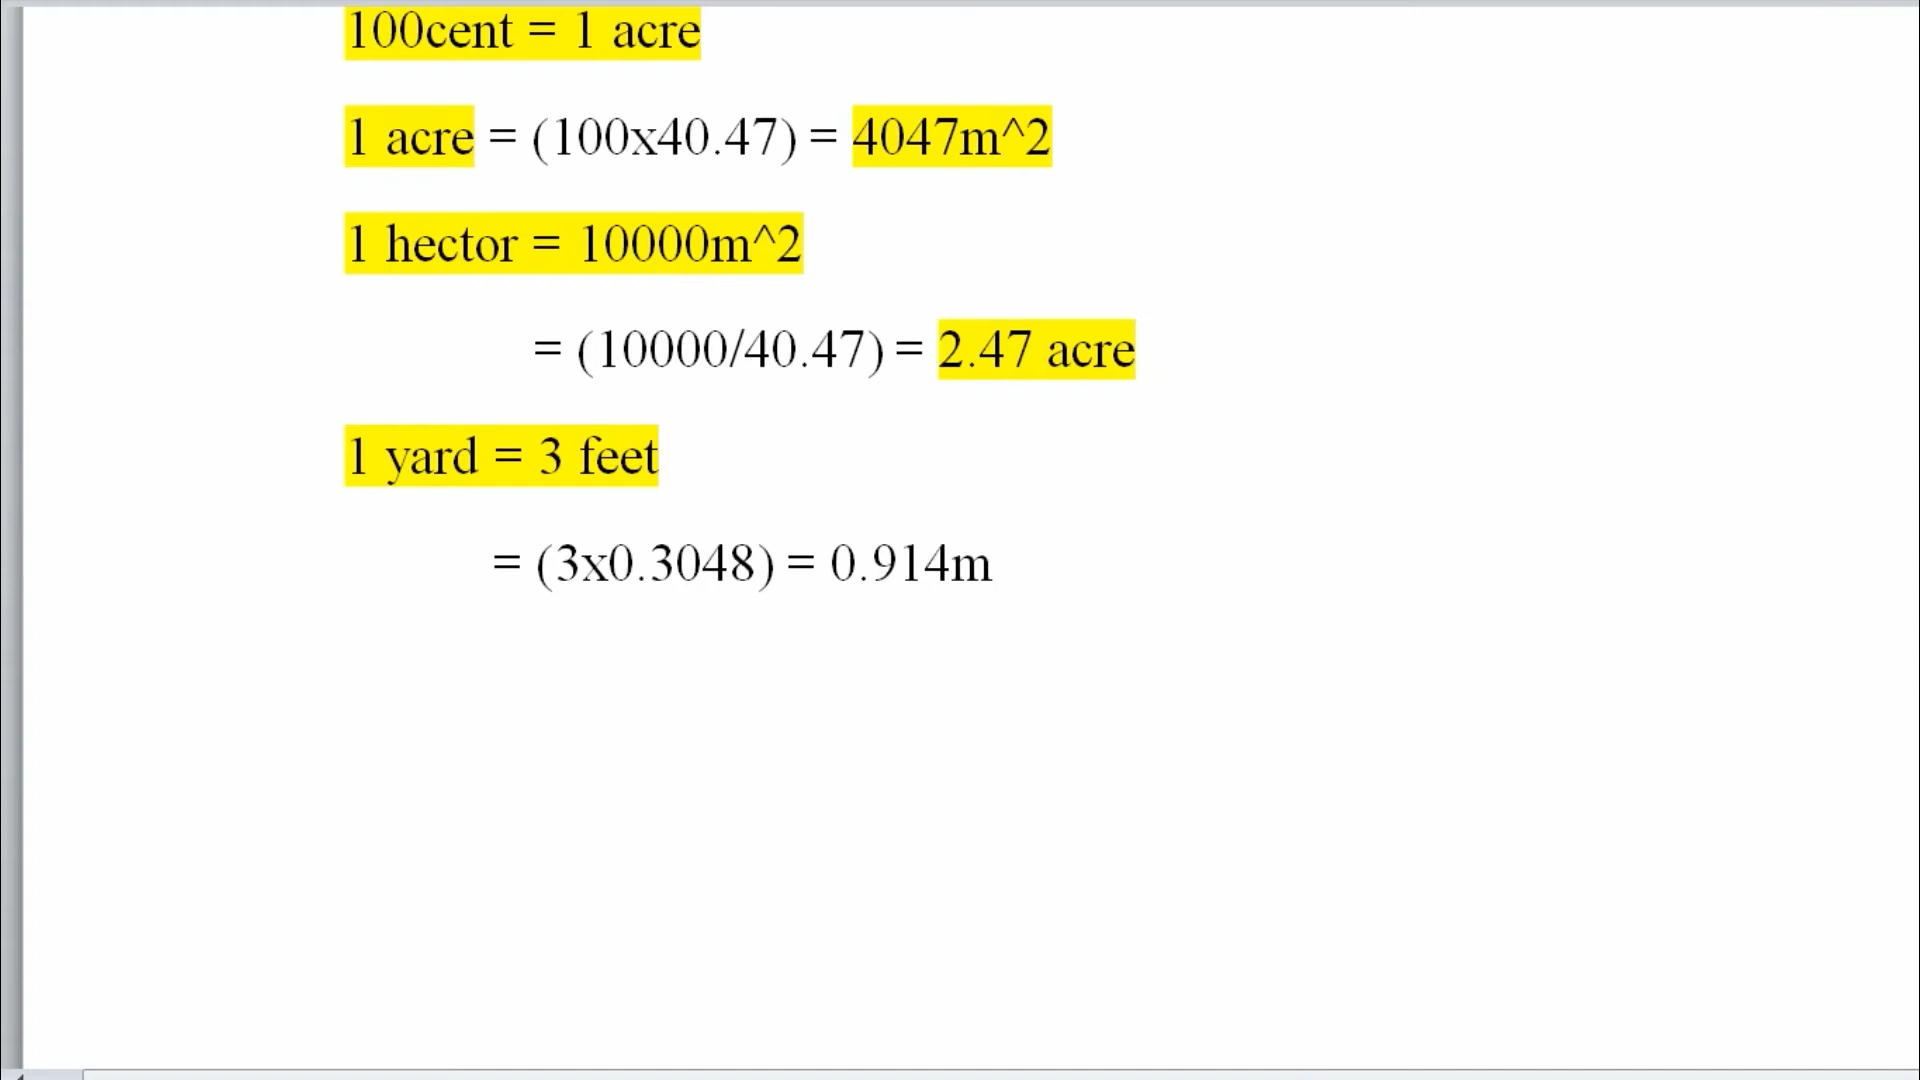 100cent = 1 acre
1 acre = (100x40.47) = 4047m^2
1 hector = 10000m^2
= (10000/40.47) = 2.47 acre
1 yard = 3 feet
= (3x0.3048) = 0.914m